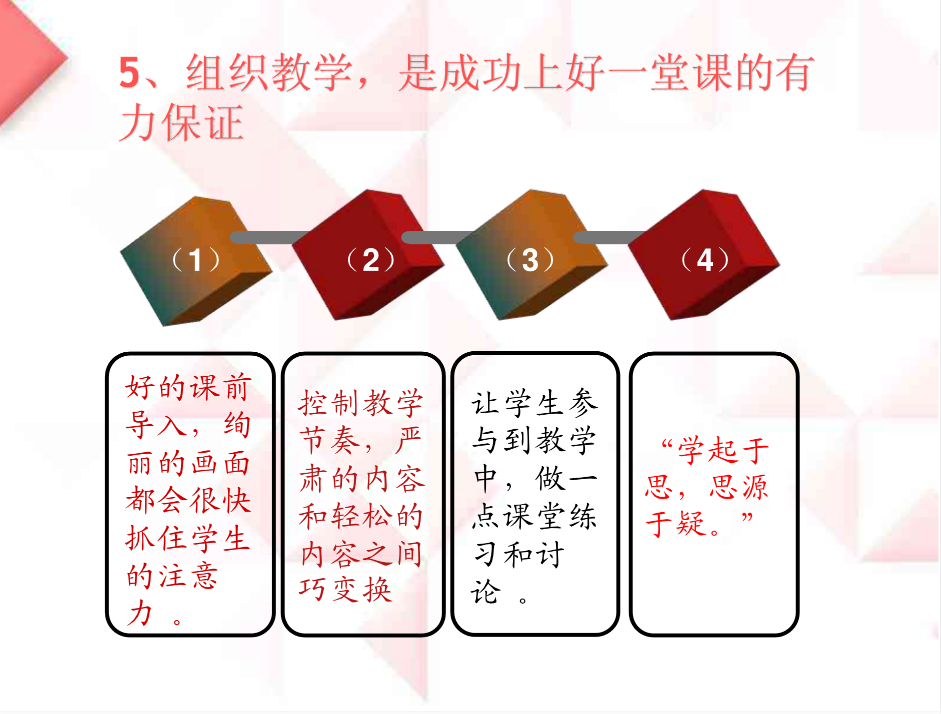 5、组织教学，是成功上好一堂课的有
力保证
（1）
（2）
（3）
（4）
好的课前
导入，绚
丽的画面
都会很快
抓住学生
的注意
力 。
控制教学
节奏，严
肃的内容
和轻松的
内容之间
巧变换
让学生参
与到教学
中，做一
点课堂练
习和讨
论 。
“学起于
思，思源
于疑。”